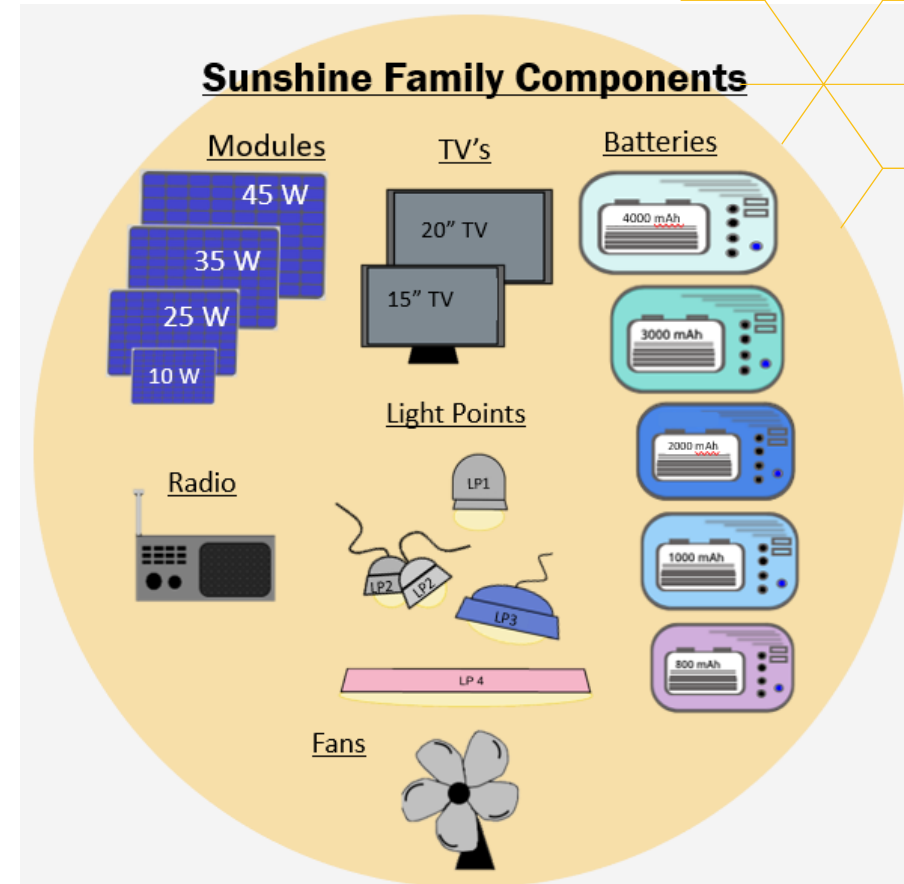 Sunshine Family Components
Modules
45 W
35 W
25 W
10 W
TV's
20" TV
15" TV
Batteries
4000 mAh
3000 mAh
2000 mAh
1000 mAh
800 mAh
Light Points
LP1
LP2
LP2
LP3
LP 4
Radio
Fans